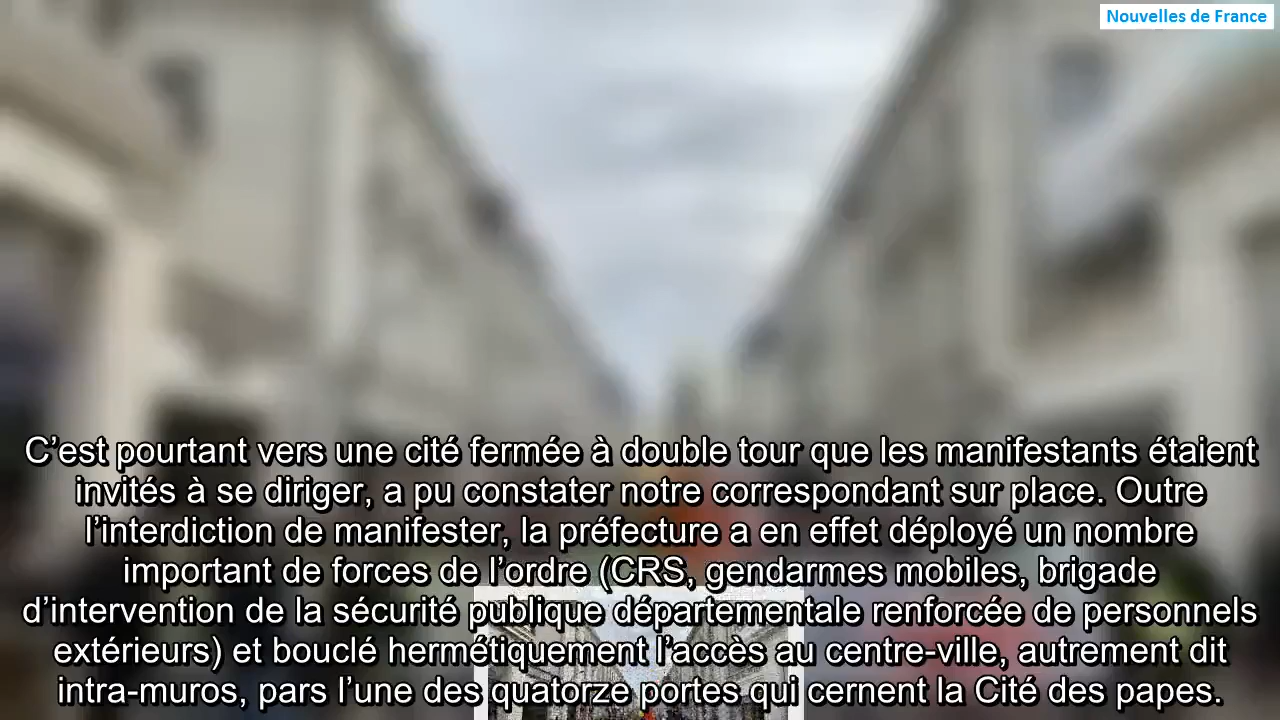 Nouvelles de France
C’est pourtant vers une cité fermée à double tour que les manifestants étaient
invités à se diriger, a pu constater notre correspondant sur place. Outre
l’interdiction de manifester, la préfecture a en effet déployé un nombre
important de forces de l’ordre (CRS, gendarmes mobiles, brigade
d’intervention de la sécurité publique départementale renforcée de personnels
extérieurs) et bouclé hermétiquement l’accès au centre-ville, autrement dit
intra-muros, pars l’une des quatorze portes qui cernent la Cité des papes.